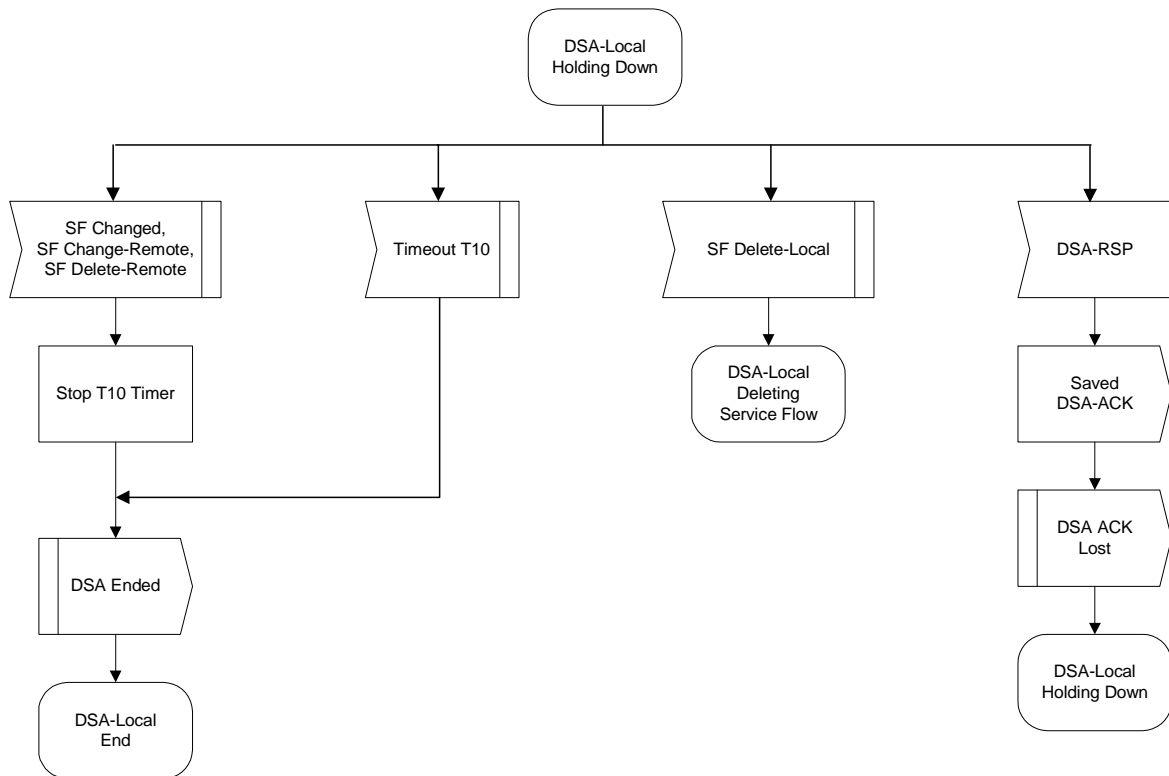 DSA-Local
Holding Down
SF Changed,
SF Change-Remote,
SF Delete-Remote
Timeout T10
SF Delete-Local
DSA-RSP
Stop T10 Timer
DSA-Local
Deleting
Service Flow
Saved
DSA-ACK
DSA Ended
DSA ACK
Lost
DSA-Local
End
DSA-Local
Holding Down